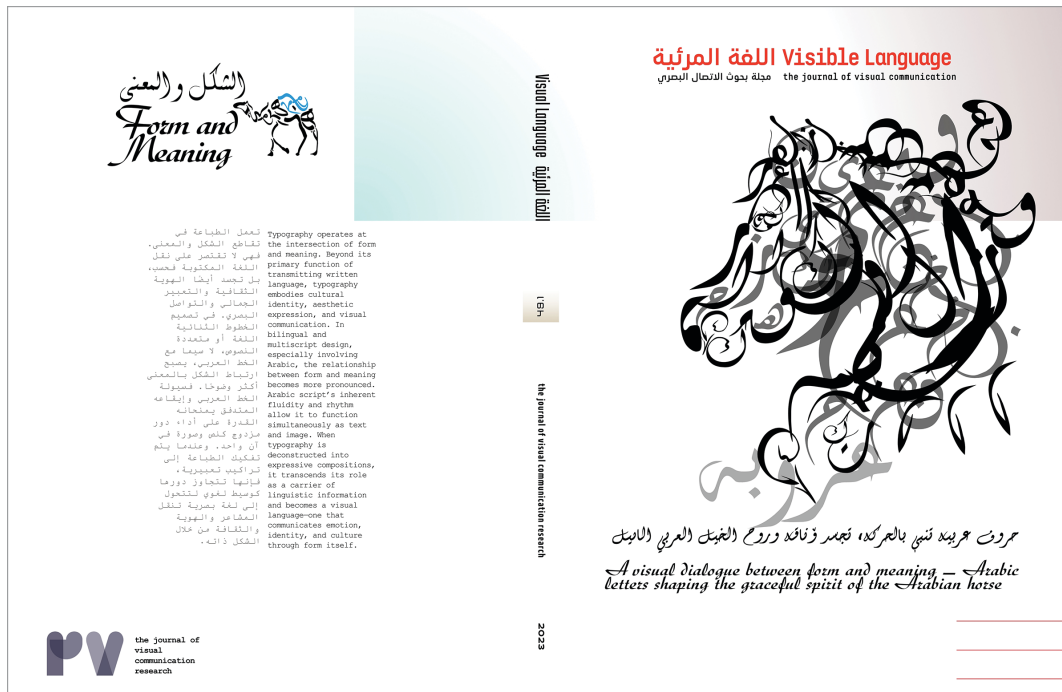 الشكل والمعنى
Form and
Meaning
تعمل الطباعة في
تقاطع الشكل والمعنى.
فهي لا تقتصر على نقل
اللغة المكتوبة فحسب،
بل تجسد أيضًا الهوية
الثقافية والتعبير
الجمالي والتواصل
البصري. في تصميم
الخطوط الثنائية
اللغة أو متعددة
النصوص، لا سيما مع
الخط العربي، يصبح
ارتباط الشكل بالمعنى
أكثر وضوحًا. فسيولة
الخط العربي وإيقاعه
المتدفق يمنحانه
القدرة على أداء دور
مزدوج كنص وصورة في
آن واحد. وعندما يتم
تفكيك الطباعة إلى
تراكيب تعبيرية،
فإنها تتجاوز دورها
كوسيط لغوي لتتحول
إلى لغة بصرية تنقل
المشاعر والهوية
والثقافة من خلال
الشكل ذاته.
Typography operates at
the intersection of form
and meaning. Beyond its
primary function of
transmitting written
language, typography
embodies cultural
identity, aesthetic
expression, and visual
communication. In
bilingual and
multiscript design,
especially involving
Arabic, the relationship
between form and meaning
becomes more pronounced.
Arabic script's inherent
fluidity and rhythm
allow it to function
simultaneously as text
and image. When
typography is
deconstructed into
expressive compositions,
it transcends its role
as a carrier of
linguistic information
and becomes a visual
language—one that
communicates emotion,
identity, and culture
through form itself.
rv
the journal of
visual
communication
research
Visual Language اللغة المرئية
the journal of visual communication research
2023
اللغة المرئية Visible Language
مجلة بحوث الاتصال البصري the journal of visual communication
عروبه
حروف عربيه تنبي بالحركه، تجسد وروح الخيل العربي
A visual dialogue between form and meaning — Arabic
letters shaping the graceful spirit of the Arabian horse